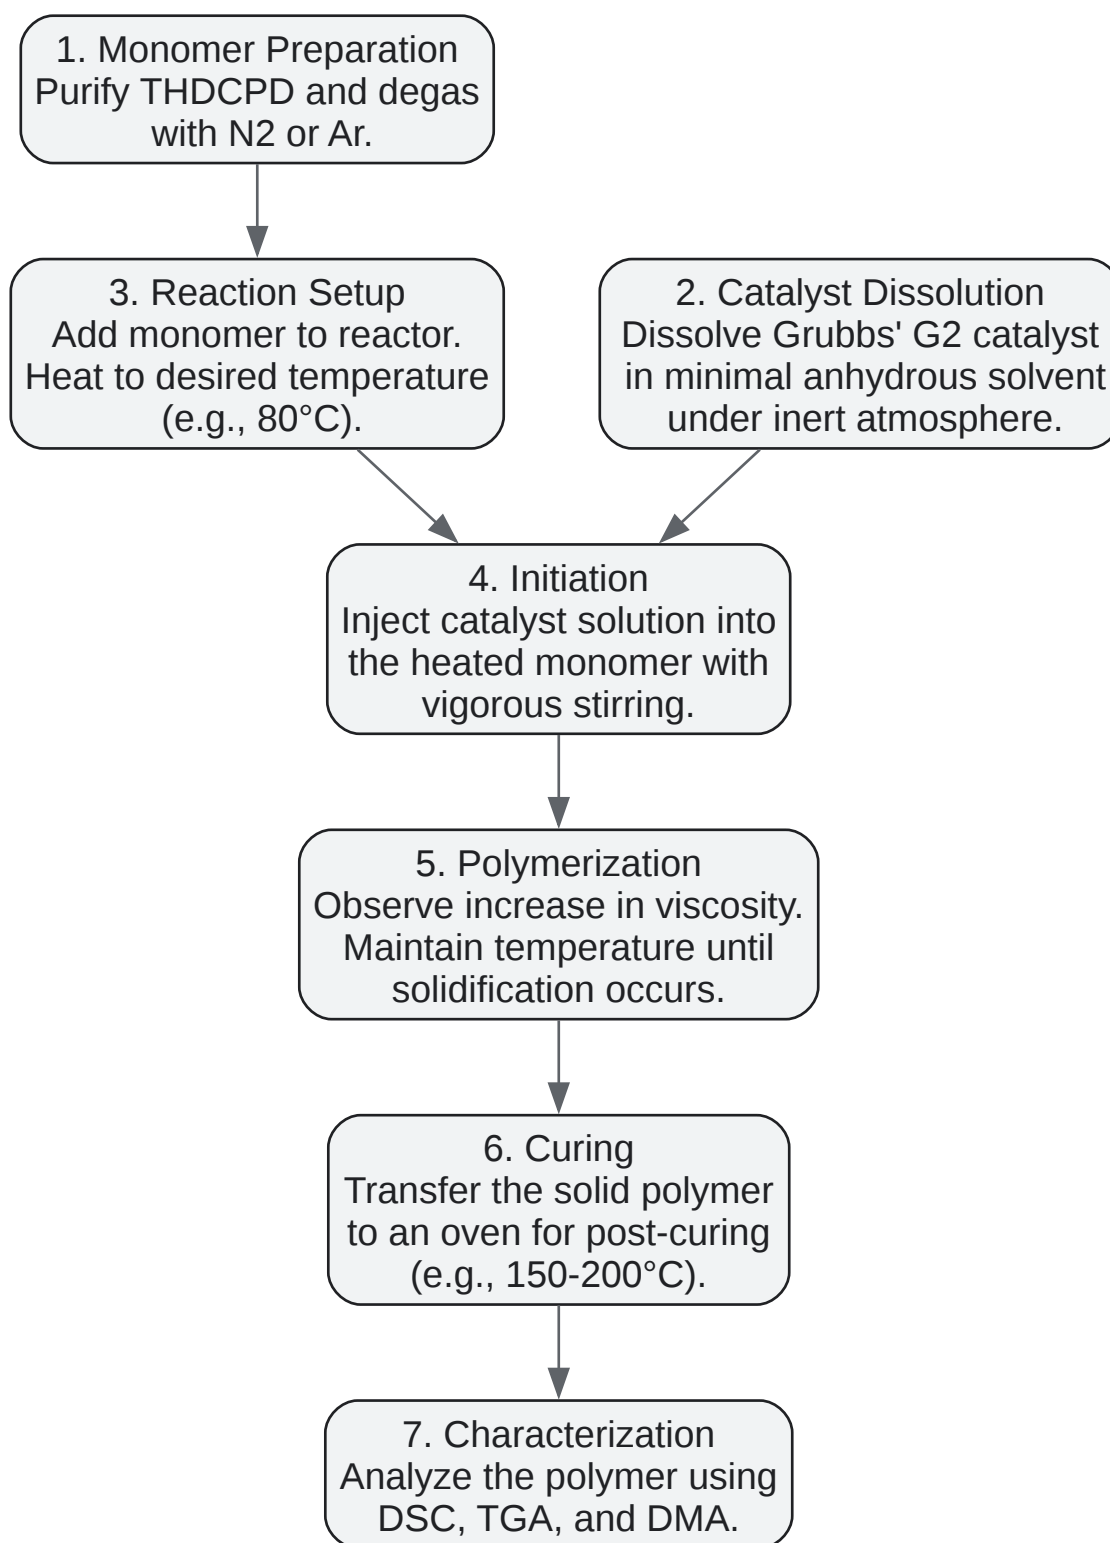 1. Monomer Preparation
Purify THDCPD and degas
with N2 or Ar.
3. Reaction Setup
Add monomer to reactor.
Heat to desired temperature
(e.g., 80°C).
2. Catalyst Dissolution
Dissolve Grubbs' G2 catalyst
in minimal anhydrous solvent
under inert atmosphere.
4. Initiation
Inject catalyst solution into
the heated monomer with
vigorous stirring.
5. Polymerization
Observe increase in viscosity.
Maintain temperature until
solidification occurs.
6. Curing
Transfer the solid polymer
to an oven for post-curing
(e.g., 150-200°C).
7. Characterization
Analyze the polymer using
DSC, TGA, and DMA.